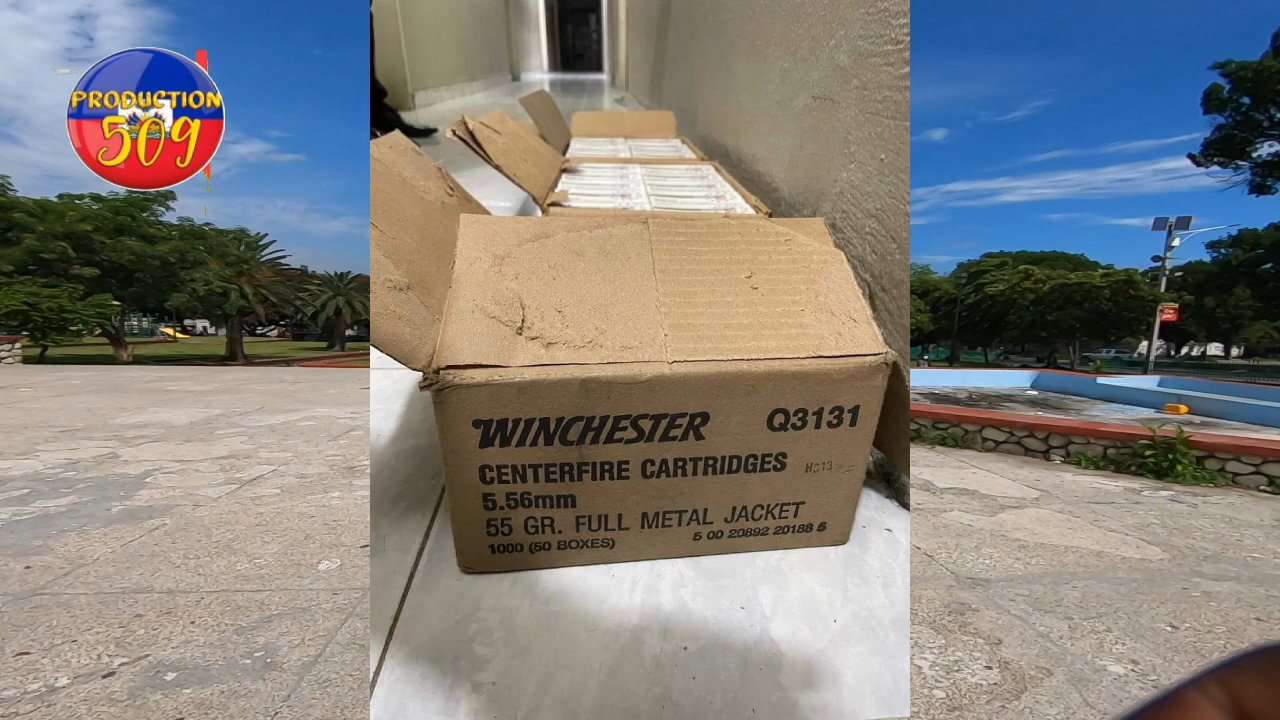 PRODUCTION
509
WINCHESTER Q3131
CENTERFIRE CARTRIDGES
5.56mm
55 GR. FULL METAL JACKET
1000 (50 BOXES) 5 00 20892 20188 5